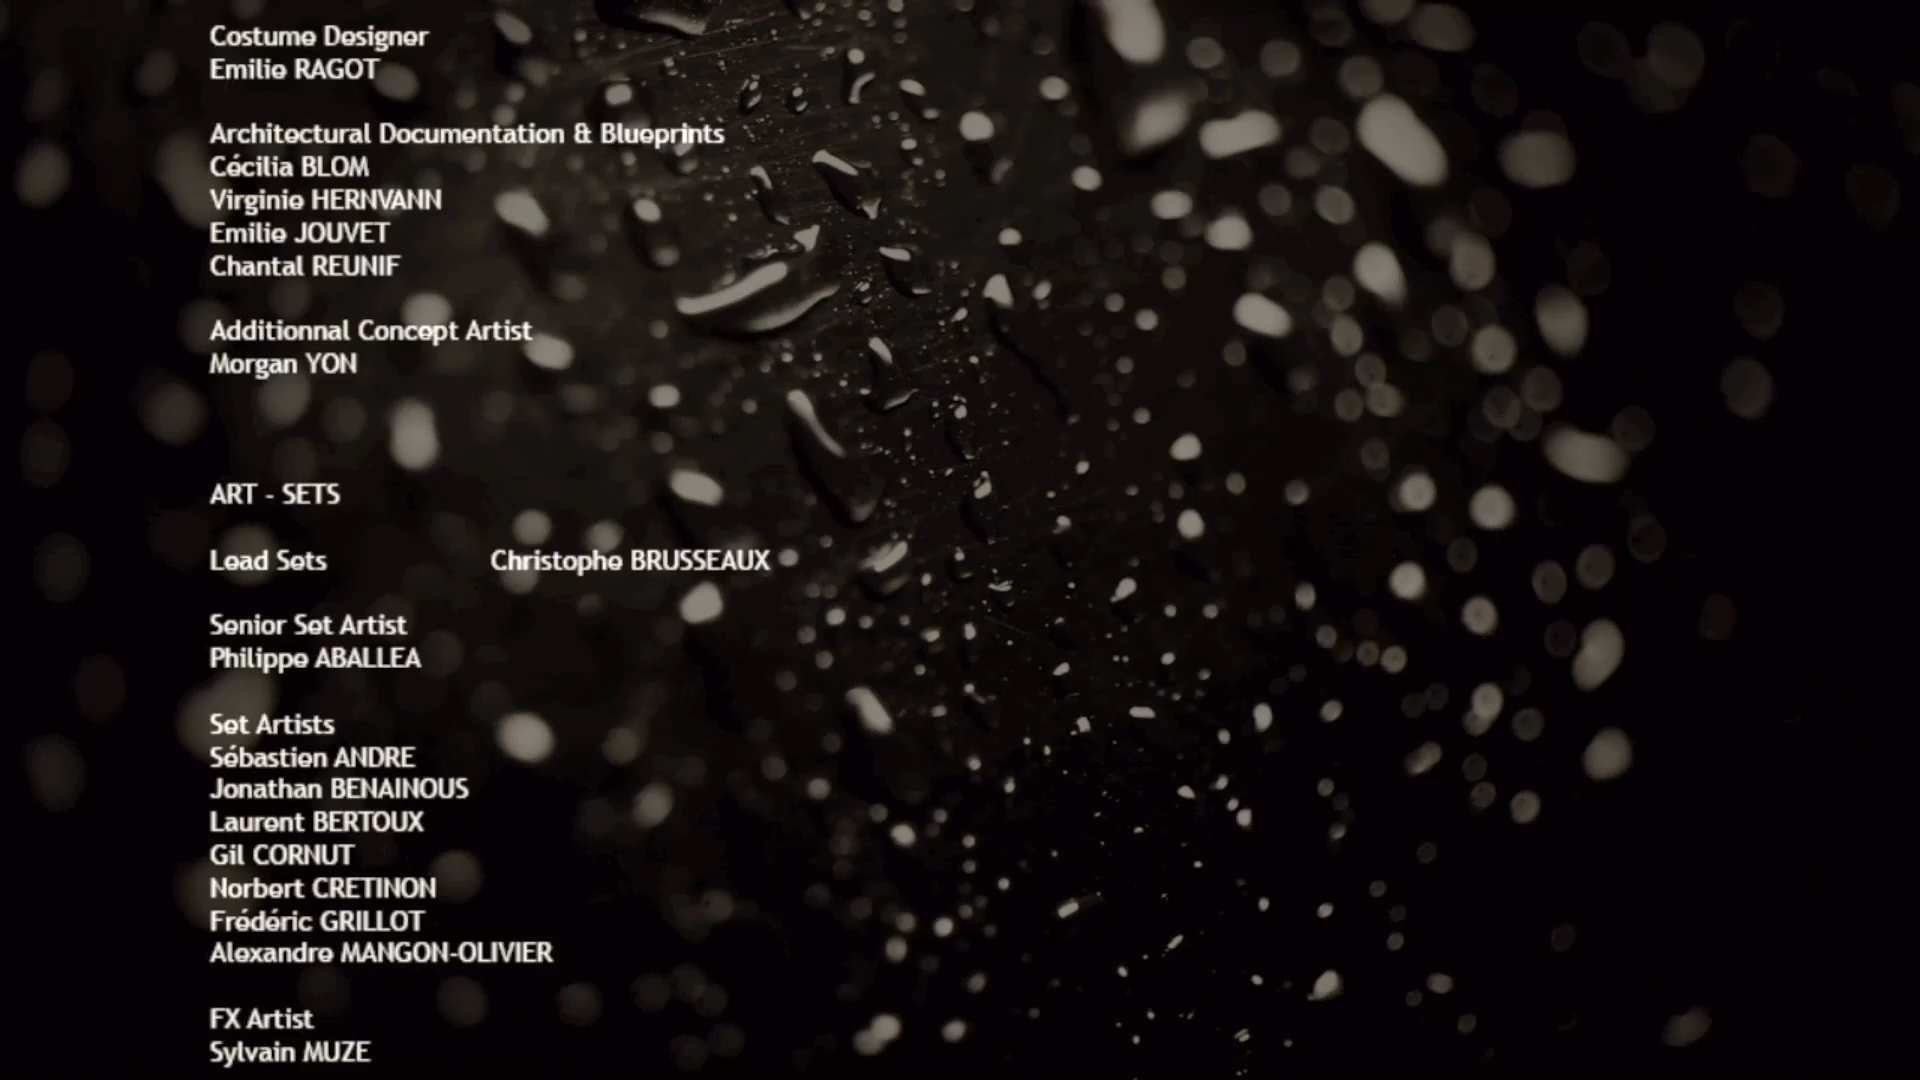 Costume Designer
Emilie RAGOT
Architectural Documentation & Blueprints
Cécilia BLOM
Virginie HERNVANN
Emilie JOUVET
Chantal REUNIF
Additionnal Concept Artist
Morgan YON
ART - SETS
Lead Sets Christophe BRUSSEAUX
Senior Set Artist
Philippe ABALLEA
Set Artists
Sébastien ANDRE
Jonathan BENAINOUS
Laurent BERTOUX
Gil CORNUT
Norbert CRETINON
Frédéric GRILLOT
Alexandre MANGON-OLIVIER
FX Artist
Sylvain MUZE